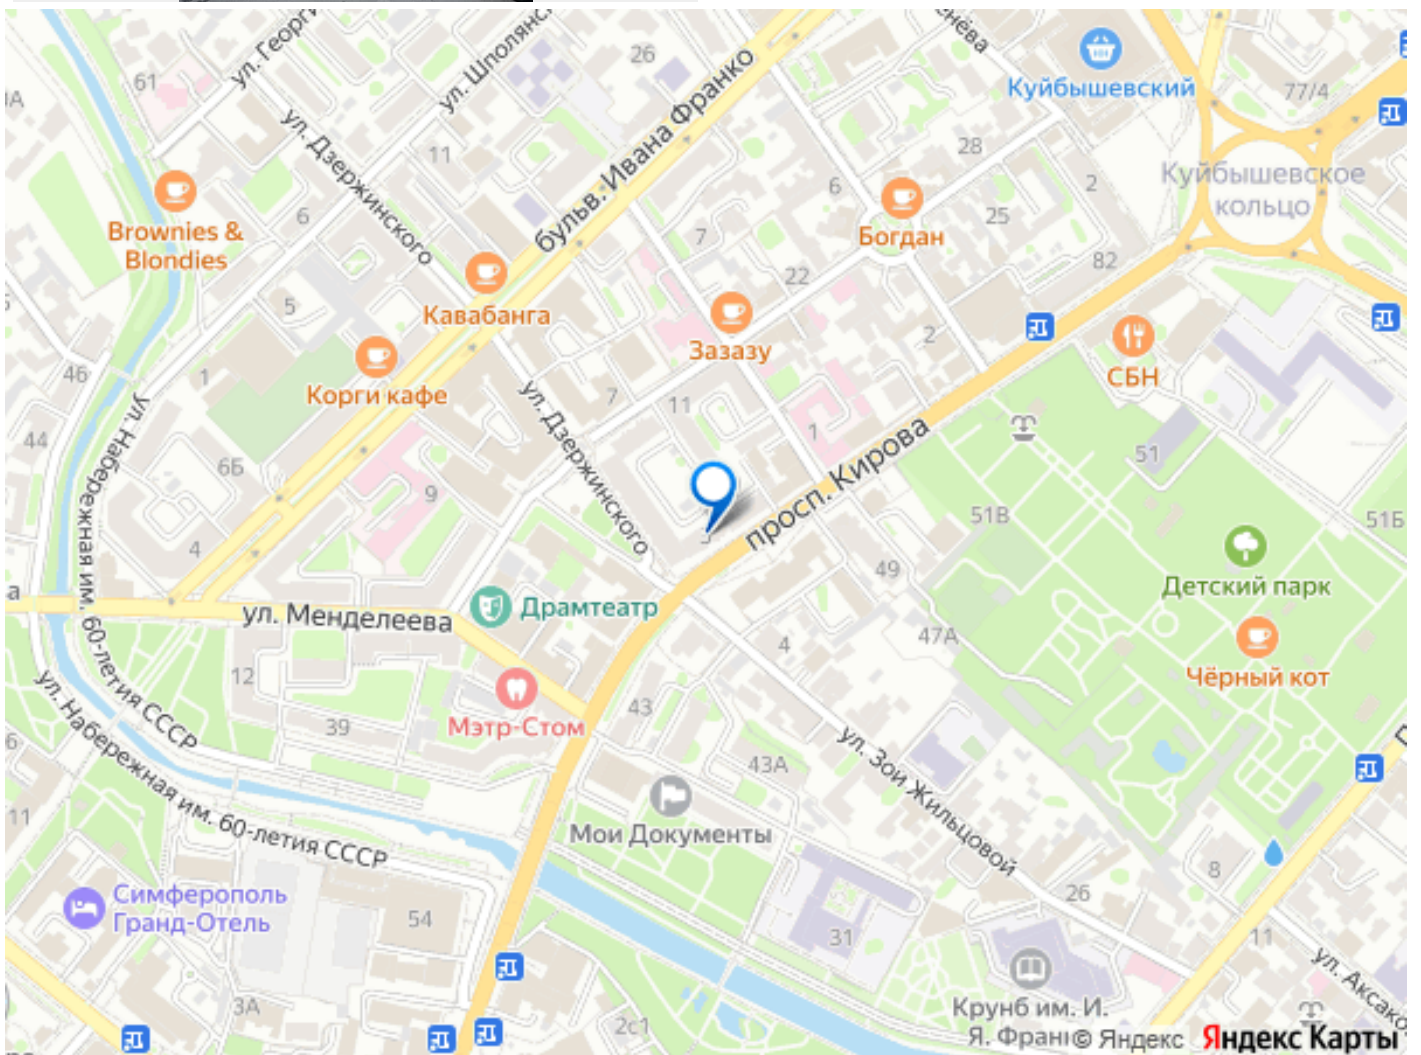 ул. Шполянс
26
Куйбышевский
61
77/4
ул. Дзержинского
11
бульв. Ивана Франко
28
Куйбышевское
кольцо
6
2
Brownies &
Blondies
6
25
Богдан
7
82
22
5
Кавабанга
Зазазу
2
СБН
46
1
Корги кафе
7
11
ул. Дзержинского
44
ул. Набережная им. 60-летия СССР
6Б
9
1
просп. Кирова
51
51В
51Б
4
49
Детский парк
а
ул. Менделеева
Драмтеатр
4
47А
Чёрный кот
12
39
Мэтр-Стом
43
43А
ул. Зои Жильцовой
ул. Набережная им. 60-летия СССР
11
Мои Документы
8
26
Симферополь
Гранд-Отель
54
31
11
ул. Аксако
3А
2с1
Крунб им. И.
Я. Фран
© Яндекс
Яндекс Карты